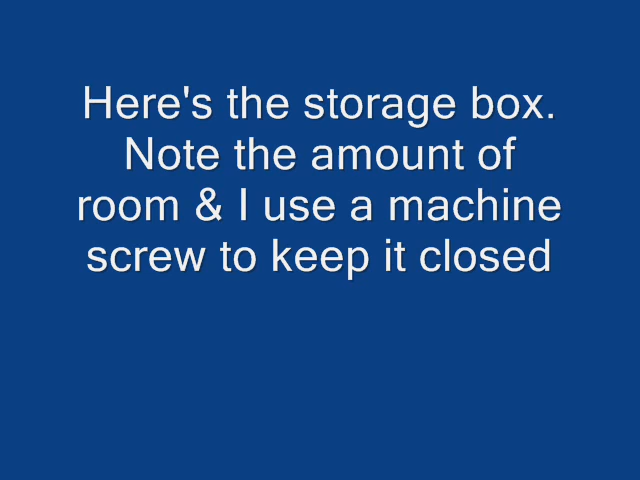 Here's the storage box.
Note the amount of
room & I use a machine
screw to keep it closed